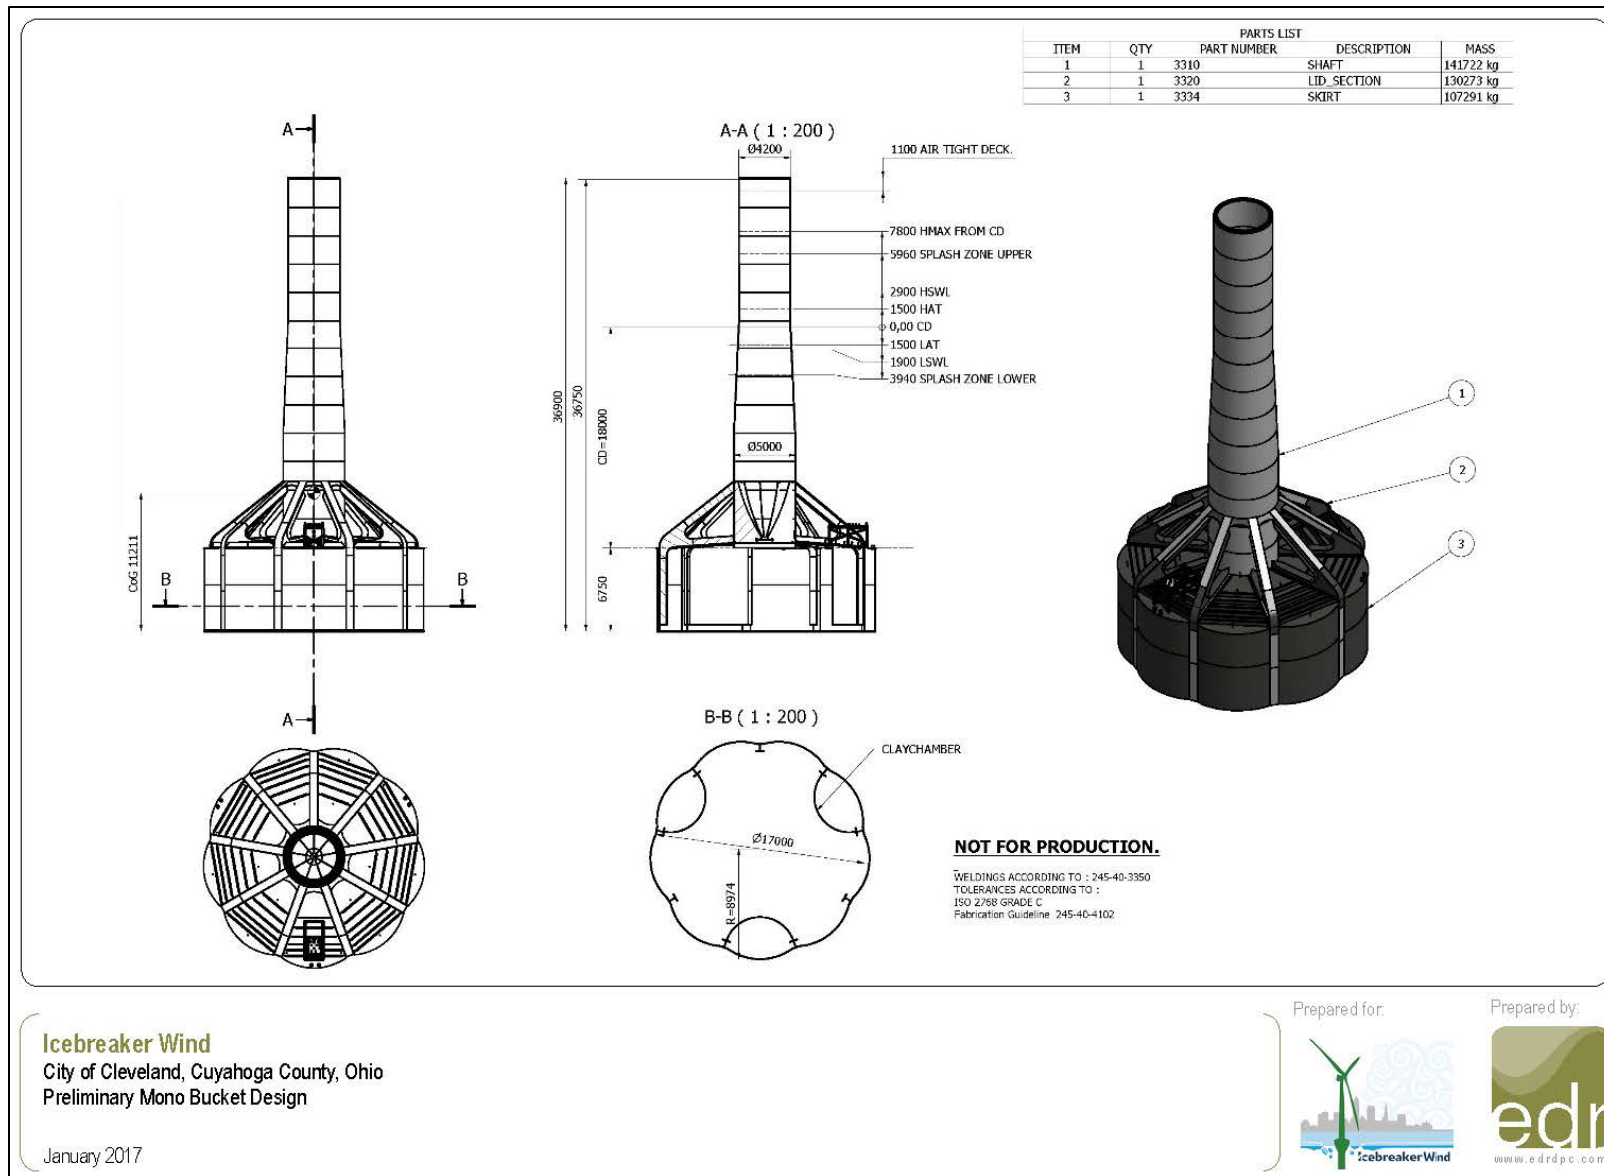 PARTS LIST
ITEM QTY PART NUMBER DESCRIPTION MASS
1 1 3310 SHAFT 141722 kg
2 1 3320 LID_SECTION 130273 kg
3 1 3334 SKIRT 107291 kg
A
A-A ( 1 : 200 )
Ø4200
1100 AIR TIGHT DECK.
7800 HMAX FROM CD
5960 SPLASH ZONE UPPER
2900 HSWL
1500 HAT
0,00 CD
1500 LAT
1900 LSWL
3940 SPLASH ZONE LOWER
36900
36750
CD=18000
Ø5000
6750
CoG 11211
B
B
1
2
3
A
B-B ( 1 : 200 )
CLAYCHAMBER
Ø17000
R=8974
NOT FOR PRODUCTION.
WELDINGS ACCORDING TO : 245-40-3350
TOLERANCES ACCORDING TO :
ISO 2768 GRADE C
Fabrication Guideline 245-40-4102
Icebreaker Wind
City of Cleveland, Cuyahoga County, Ohio
Preliminary Mono Bucket Design
January 2017
Prepared for:
Icebreaker Wind
Prepared by:
edr
www.edrdpc.com